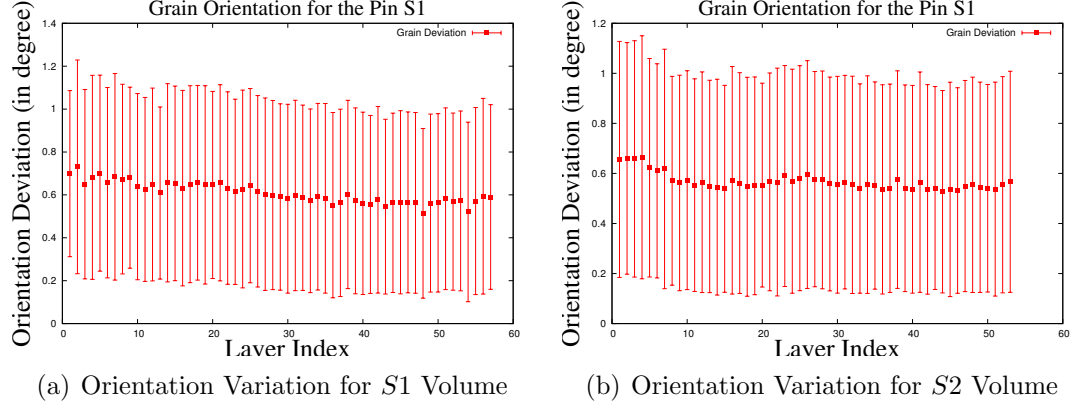 Grain Orientation for the Pin S1
Orientation Deviation (in degree)
Grain Deviation
1.4
1.2
1
0.8
0.6
0.4
0.2
0
0 10 20 30 40 50 60
Layer Index
(a) Orientation Variation for S1 Volume
Grain Orientation for the Pin S1
Orientation Deviation (in degree)
Grain Deviation
1.2
1
0.8
0.6
0.4
0.2
0
0 10 20 30 40 50 60
Layer Index
(b) Orientation Variation for S2 Volume